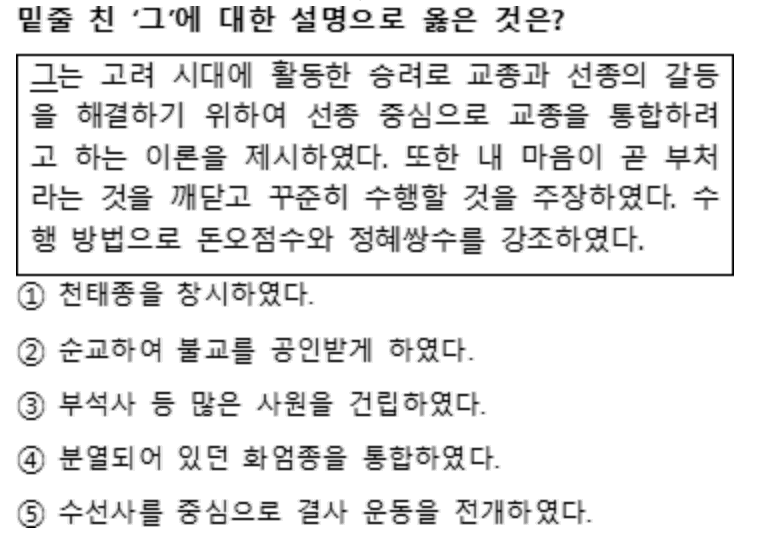 밑줄 친 ‘그’에 대한 설명으로 옳은 것은?
그는 고려 시대에 활동한 승려로 교종과 선종의 갈등
을 해결하기 위하여 선종 중심으로 교종을 통합하려
고 하는 이론을 제시하였다. 또한 내 마음이 곧 부처
라는 것을 깨닫고 꾸준히 수행할 것을 주장하였다. 수
행 방법으로 돈오점수와 정혜쌍수를 강조하였다.
① 천태종을 창시하였다.
② 순교하여 불교를 공인받게 하였다.
③ 부석사 등 많은 사원을 건립하였다.
④ 분열되어 있던 화엄종을 통합하였다.
⑤ 수선사를 중심으로 결사 운동을 전개하였다.